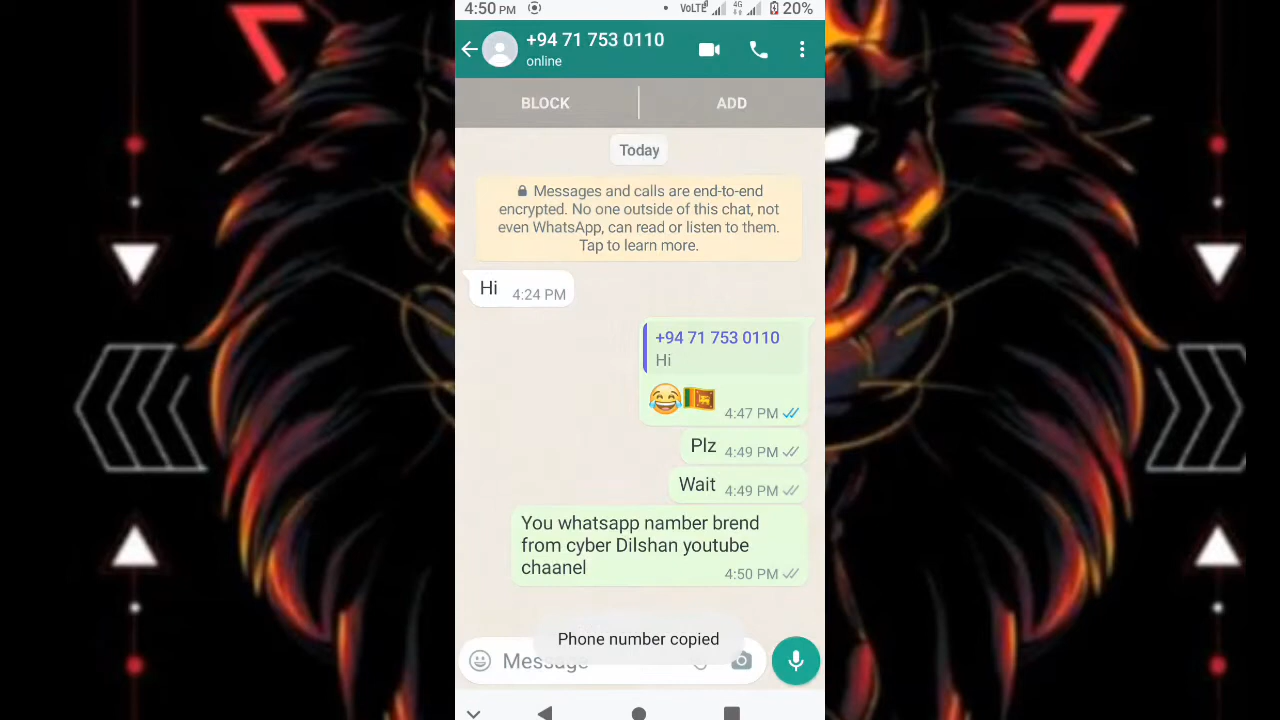 4:50 PM VoLTE 4G 20%
+94 71 753 0110
online
BLOCK ADD
Today
Messages and calls are end-to-end
encrypted. No one outside of this chat, not
even WhatsApp, can read or listen to them.
Tap to learn more.
Hi 4:24 PM
+94 71 753 0110
Hi
4:47 PM
Plz 4:49 PM
Wait 4:49 PM
You whatsapp namber brend
from cyber Dilshan youtube
chaanel 4:50 PM
Phone number copied
Message